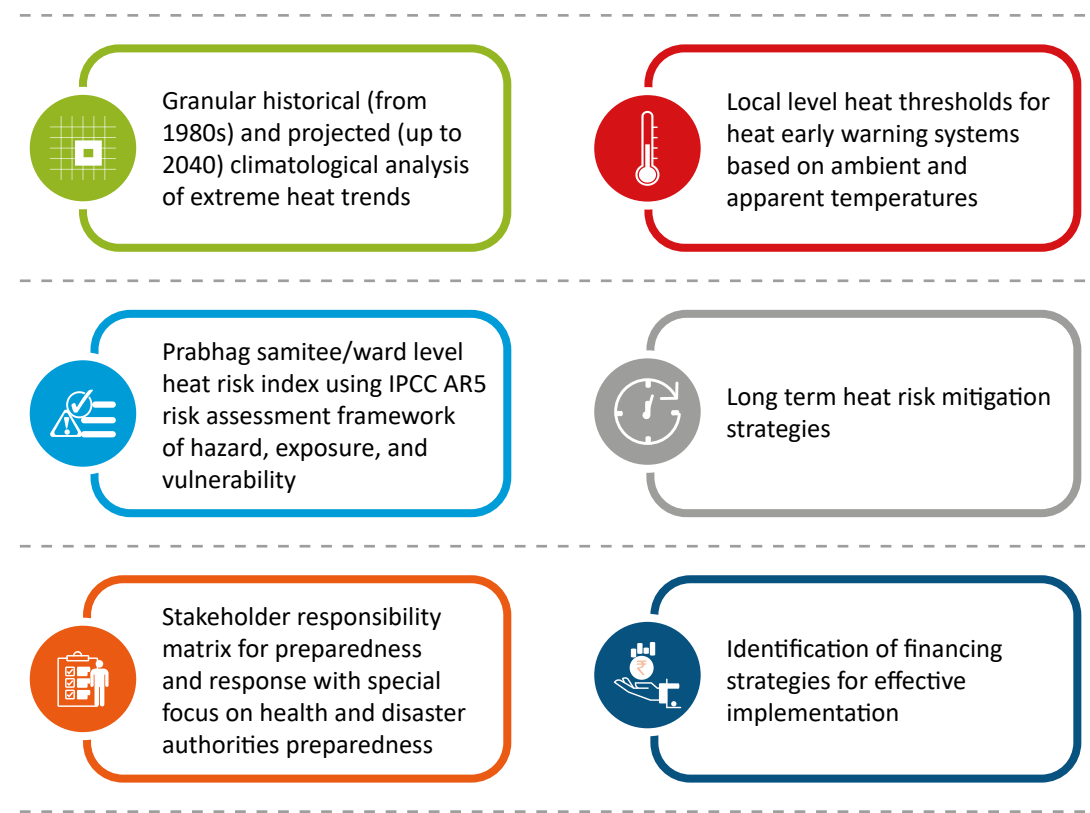 Granular historical (from
1980s) and projected (up to
2040) climatological analysis
of extreme heat trends
Local level heat thresholds for
heat early warning systems
based on ambient and
apparent temperatures
Prabhag samitee/ward level
heat risk index using IPCC AR5
risk assessment framework
of hazard, exposure, and
vulnerability
Long term heat risk mitigation
strategies
Stakeholder responsibility
matrix for preparedness
and response with special
focus on health and disaster
authorities preparedness
₹
Identification of financing
strategies for effective
implementation